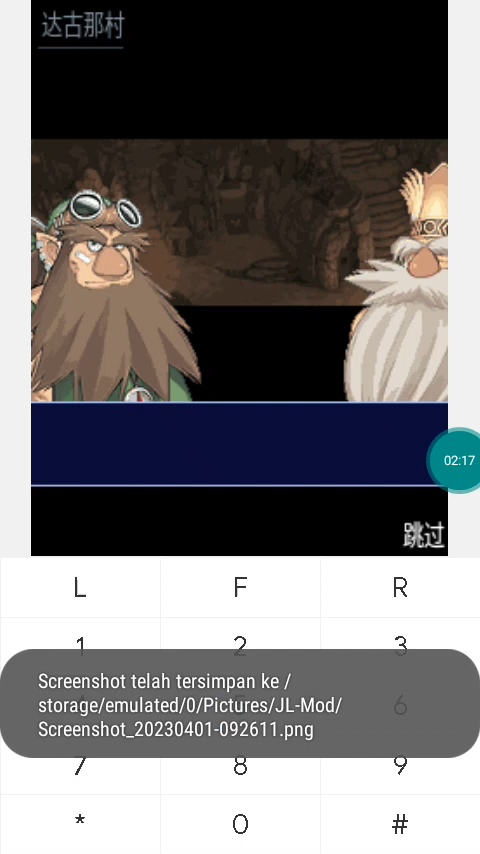 达古那村
02:17
跳过
L F R
1 2 3
Screenshot telah tersimpan ke /
storage/emulated/0/Pictures/JL-Mod/
Screenshot_20230401-092611.png
6
7 8 9
* 0 #